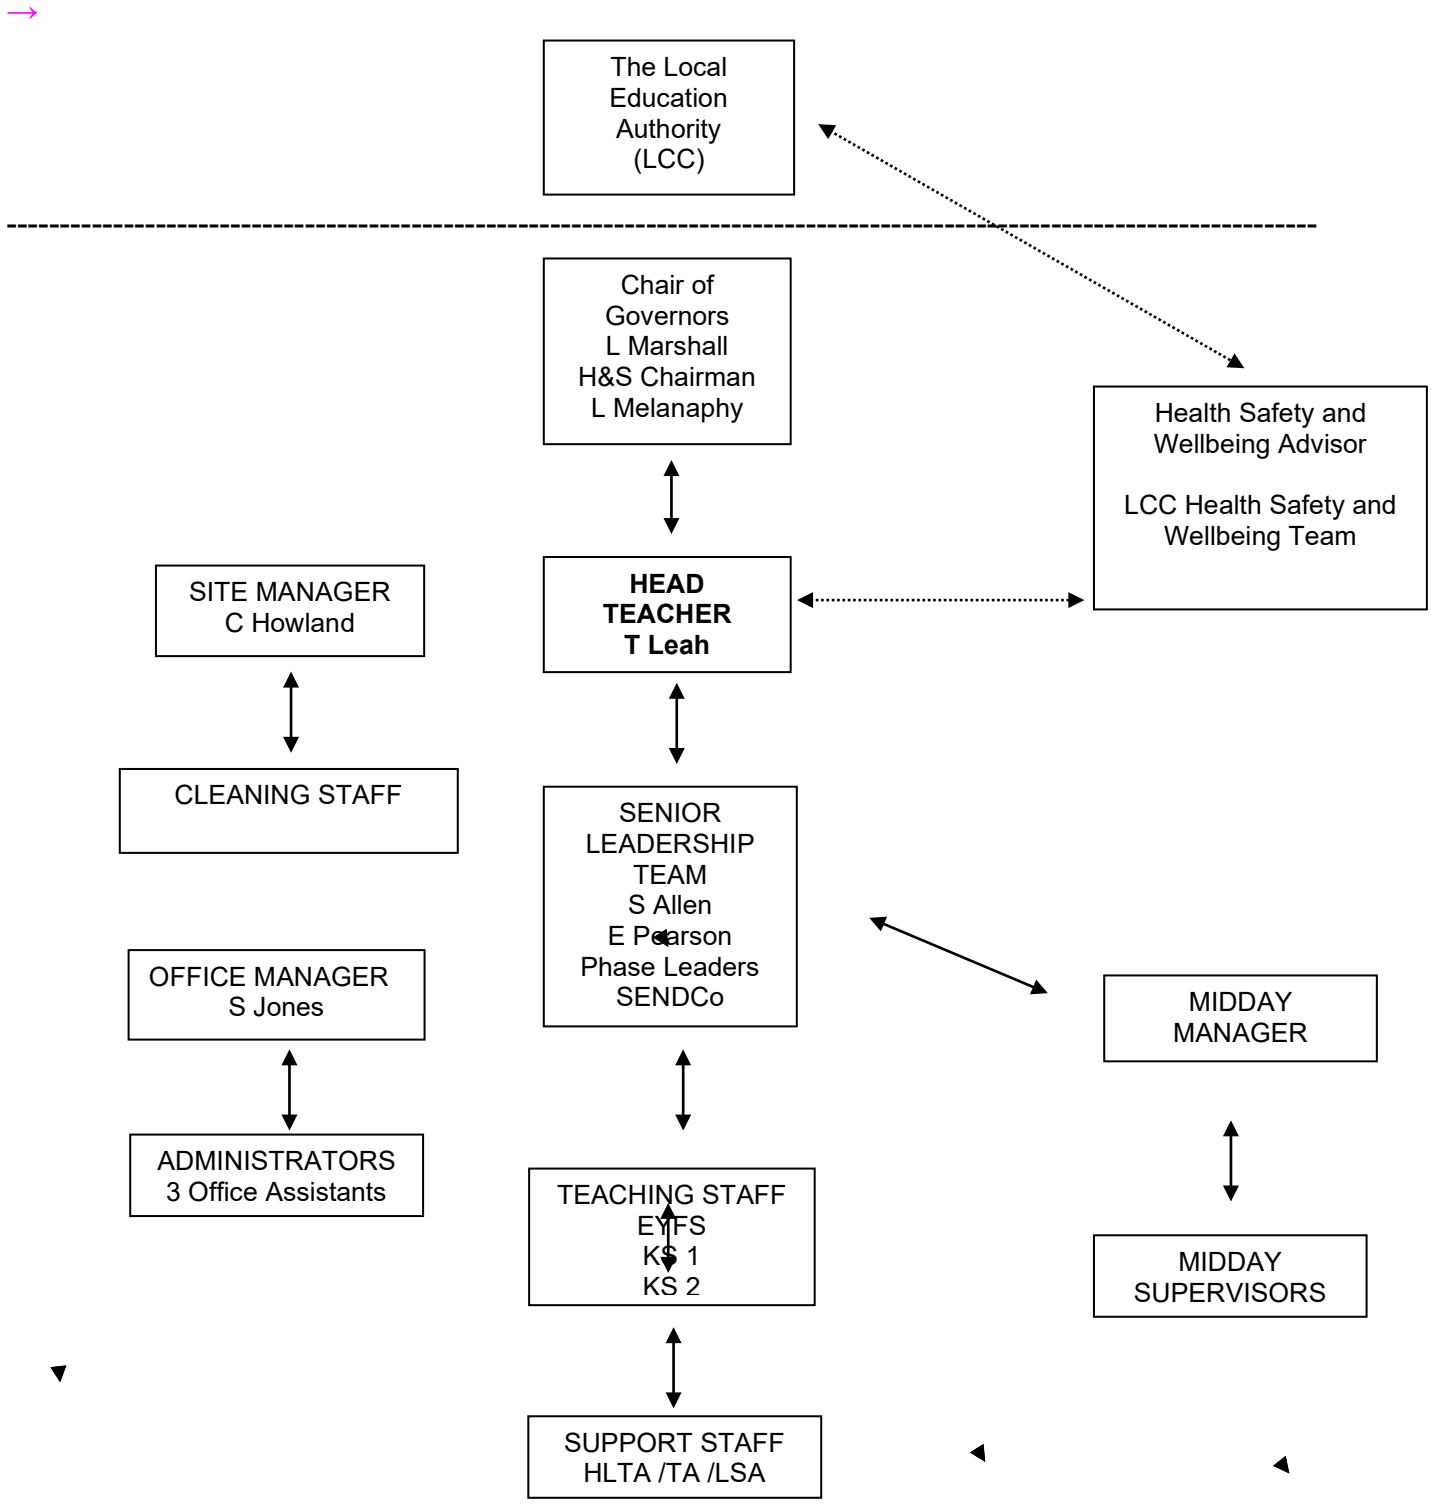 The Local
Education
Authority
(LCC)
Chair of
Governors
L Marshall
H&S Chairman
L Melanaphy
Health Safety and
Wellbeing Advisor
LCC Health Safety and
Wellbeing Team
SITE MANAGER
C Howland
HEAD
TEACHER
T Leah
CLEANING STAFF
SENIOR
LEADERSHIP
TEAM
S Allen
E Pearson
Phase Leaders
SENDCo
OFFICE MANAGER
S Jones
MIDDAY
MANAGER
ADMINISTRATORS
3 Office Assistants
TEACHING STAFF
EYFS
KS 1
KS 2
MIDDAY
SUPERVISORS
SUPPORT STAFF
HLTA /TA /LSA